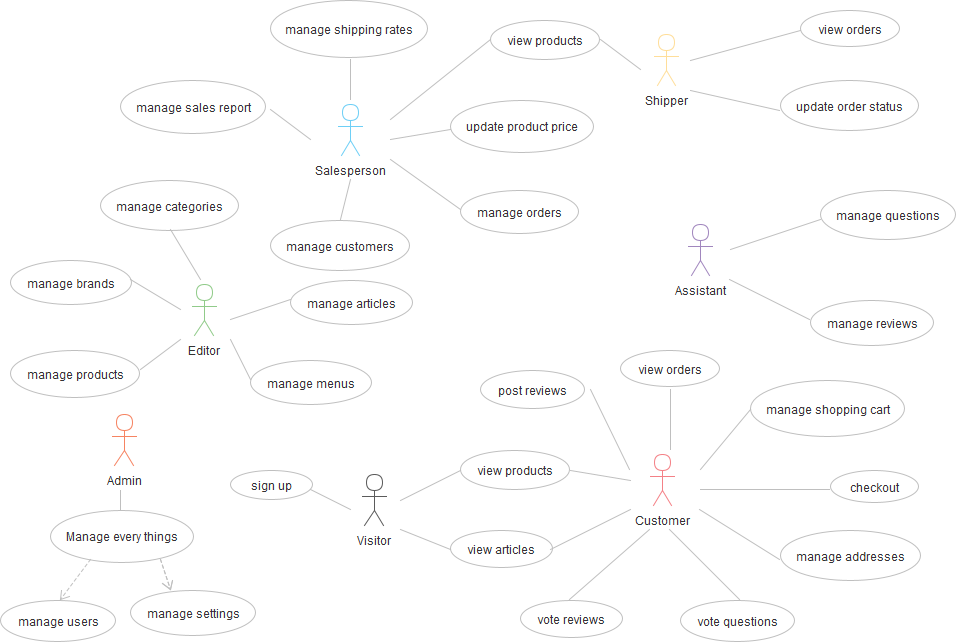 manage shipping rates
view orders
view products
Shipper
manage sales report
update order status
update product price
Salesperson
manage categories
manage orders
manage questions
manage customers
manage brands
Assistant
manage articles
manage reviews
Editor
view orders
manage products
manage menus
post reviews
manage shopping cart
view products
Admin
sign up
checkout
Customer
Manage every things
Visitor
view articles
manage addresses
manage users
manage settings
vote reviews
vote questions